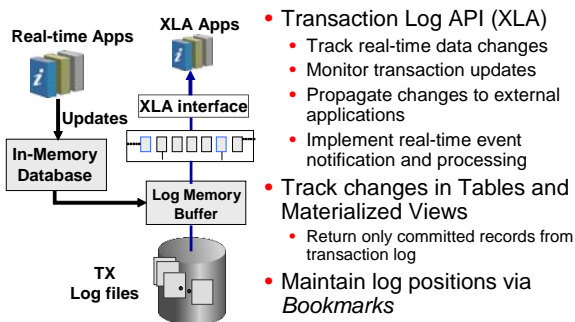 Real-time Apps
XLA Apps
Updates
XLA interface
In-Memory
Database
Log Memory
Buffer
TX
Log files
• Transaction Log API (XLA)
• Track real-time data changes
• Monitor transaction updates
• Propagate changes to external
applications
• Implement real-time event
notification and processing
• Track changes in Tables and
Materialized Views
• Return only committed records from
transaction log
• Maintain log positions via
Bookmarks